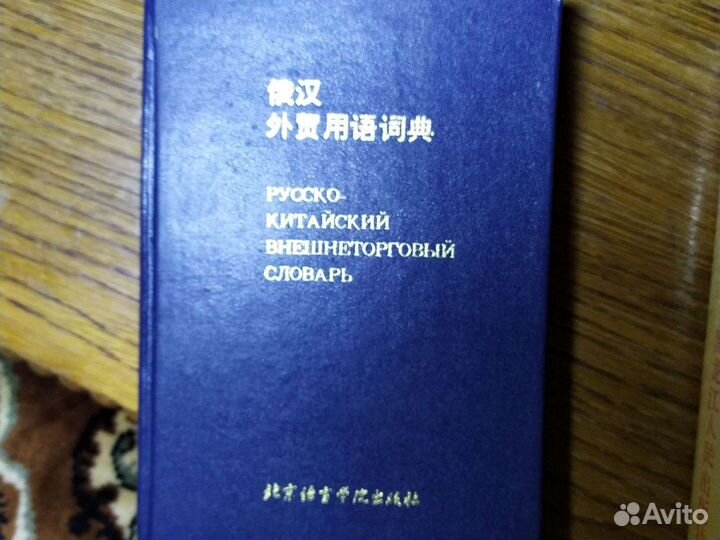 俄汉
外贸用语词典
РУССКО-
КИТАЙСКИЙ
ВНЕШНЕТОРГОВЫЙ
СЛОВАРЬ
北京语言学院出版社
Avito